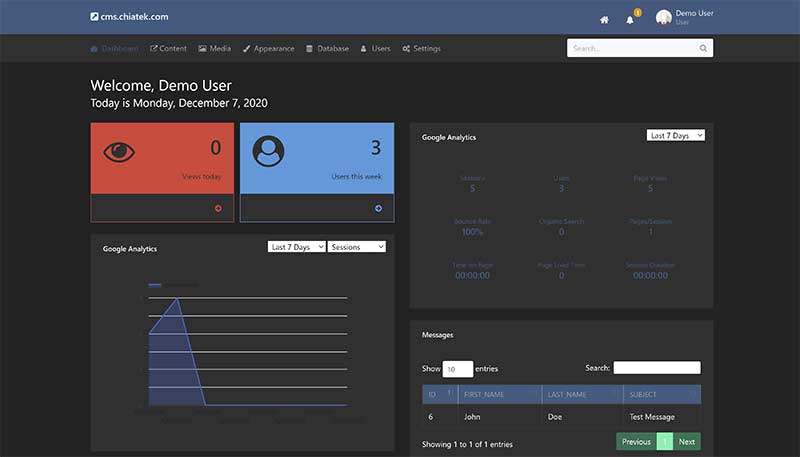 cms.chiatek.com
1
Demo User
User
Dashboard Content Media Appearance Database Users Settings
Search...
Welcome, Demo User
Today is Monday, December 7, 2020
0
Views today
3
Users this week
Google Analytics
Last 7 Days
Sessions Users Page Views
5 3 5
Bounce Rate Organic Search Pages/Session
100% 0 1
Time on Page Page Load Time Session Duration
00:00:00 0 00:00:00
Google Analytics
Last 7 Days Sessions
Messages
Show 10 entries
Search:
ID FIRST_NAME LAST_NAME SUBJECT
6 John Doe Test Message
Showing 1 to 1 of 1 entries
Previous 1 Next